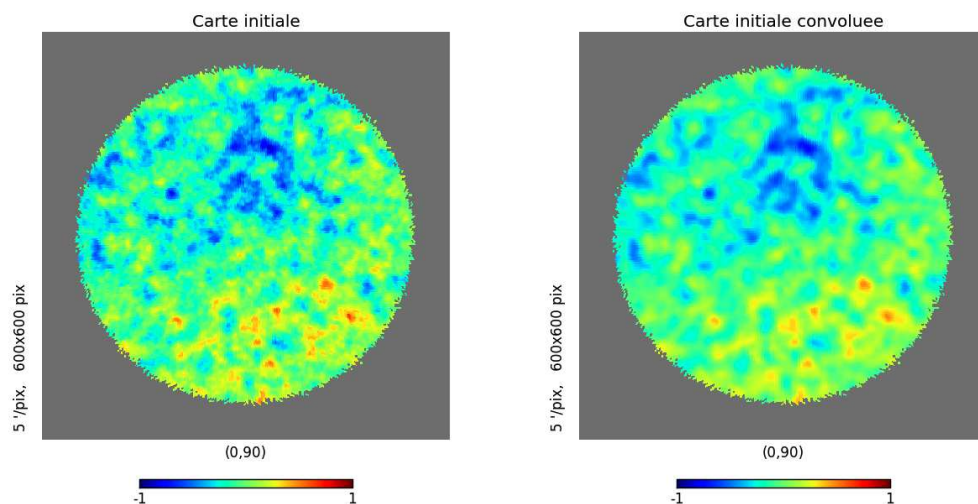 Carte initiale
5 '/pix,   600x600 pix
(0,90)
-1
1
Carte initiale convoluee
5 '/pix,   600x600 pix
(0,90)
-1
1